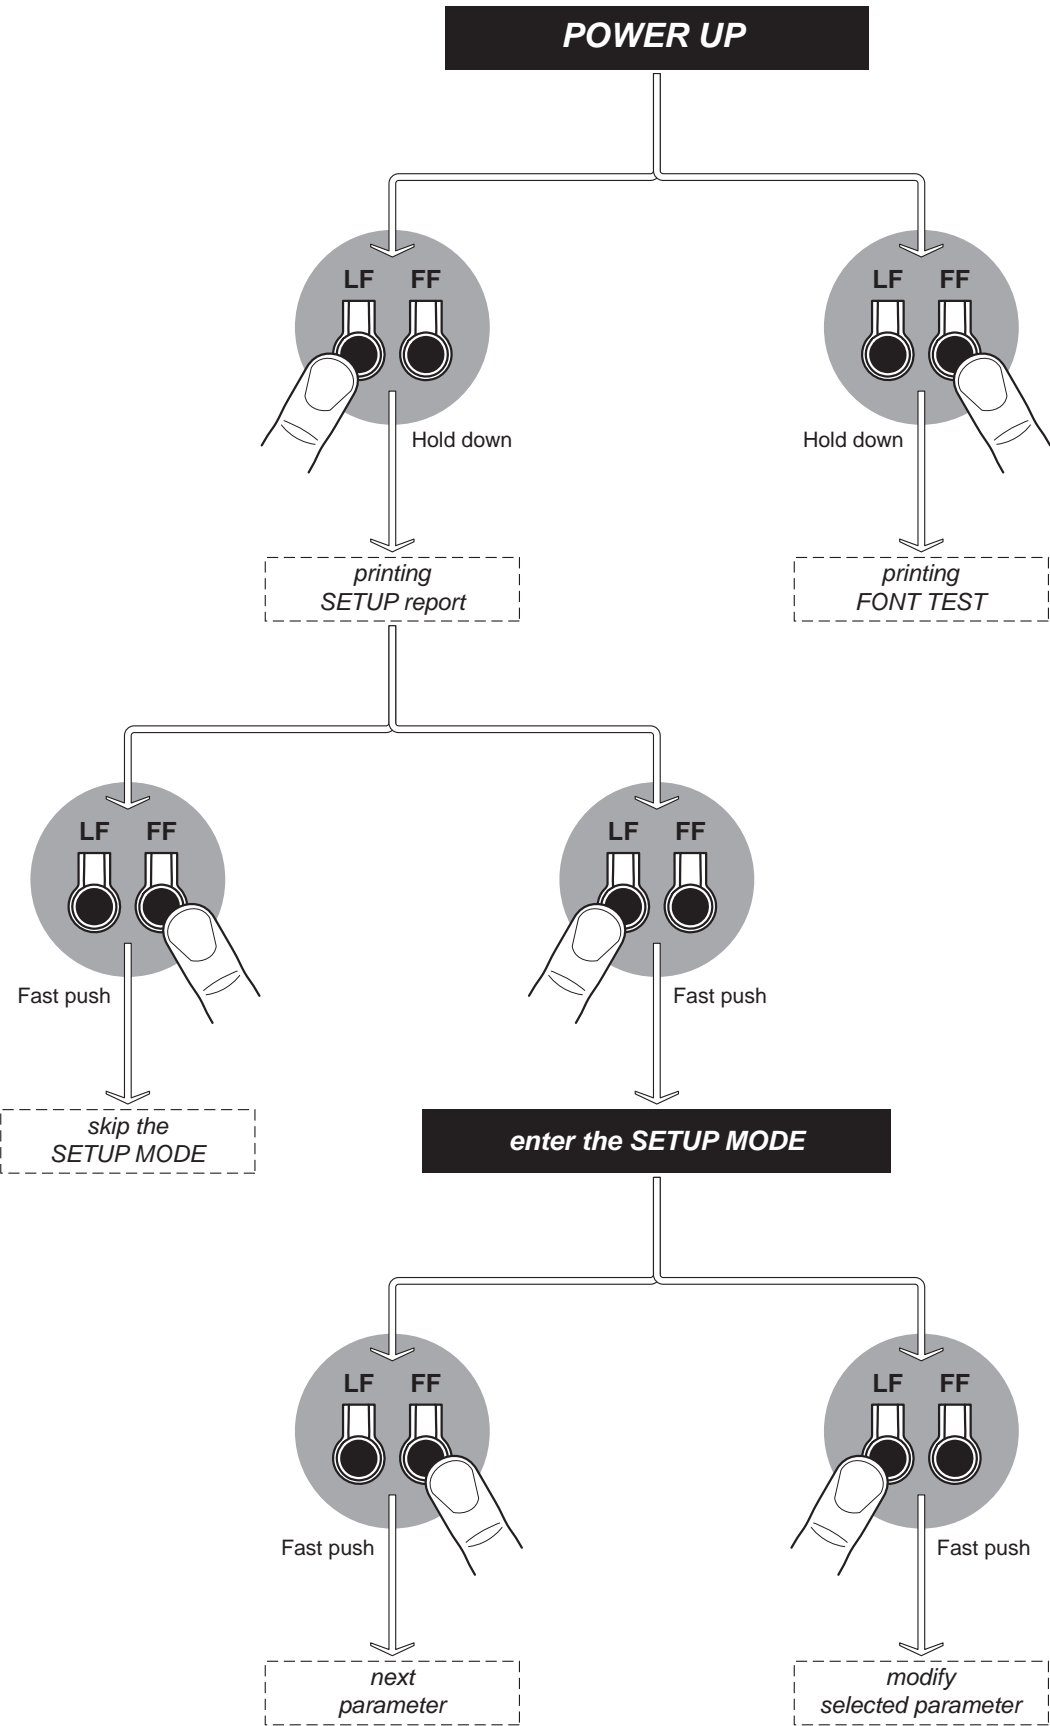 POWER UP
LF FF
LF FF
Hold down
Hold down
printing
SETUP report
printing
FONT TEST
LF FF
LF FF
Fast push
Fast push
skip the
SETUP MODE
enter the SETUP MODE
LF FF
LF FF
Fast push
Fast push
next
parameter
modify
selected parameter